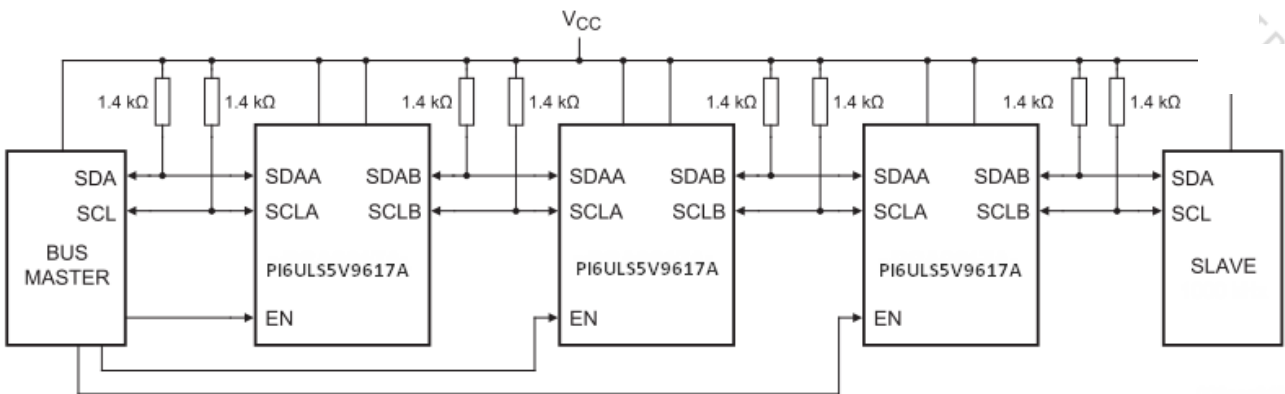 VCC
1.4 kΩ 1.4 kΩ 1.4 kΩ 1.4 kΩ 1.4 kΩ 1.4 kΩ 1.4 kΩ 1.4 kΩ
SDA SDAA SDAB SDAA SDAB SDAA SDAB SDA
SCL SCLA SCLB SCLA SCLB SCLA SCLB SCL
BUS
MASTER
PI6ULS5V9617A PI6ULS5V9617A PI6ULS5V9617A
SLAVE
EN EN EN